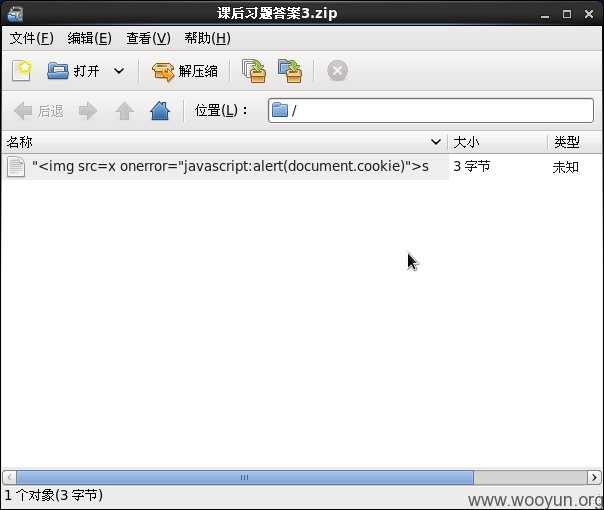 课后习题答案3.zip
文件(F) 编辑(E) 查看(V) 帮助(H)
打开 解压缩
后退 位置(L)： /
名称 大小 类型
"<img src=x onerror="javascript:alert(document.cookie)">s 3 字节 未知
1 个对象(3 字节)
www.wooyun.org